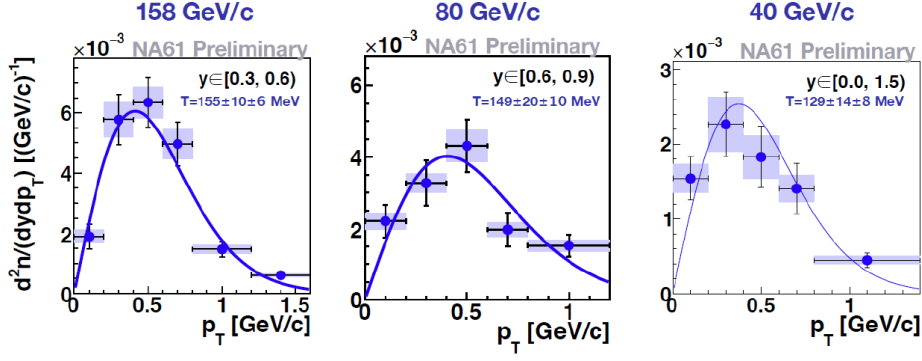 158 GeV/c
×10⁻³
NA61 Preliminary
y∈[0.3, 0.6)
T=155±10±6 MeV
d²n/(dydp_T) [(GeV/c)⁻¹]
6
4
2
0
0
0.5
1
1.5
p_T [GeV/c]
80 GeV/c
×10⁻³
NA61 Preliminary
y∈[0.6, 0.9)
T=149±20±10 MeV
6
4
2
0
0
0.5
1
p_T [GeV/c]
40 GeV/c
×10⁻³
NA61 Preliminary
y∈[0.0, 1.5)
T=129±14±8 MeV
3
2
1
0
0
0.5
1
p_T [GeV/c]